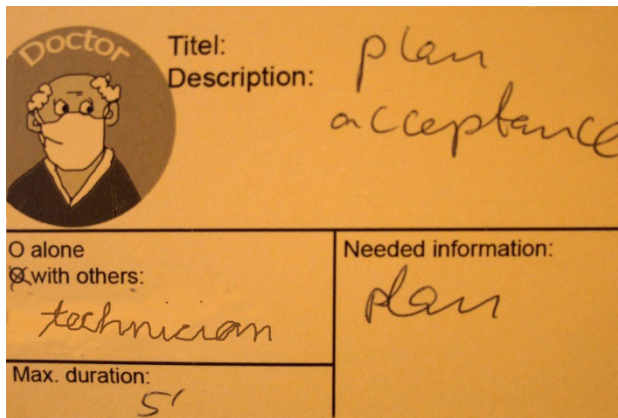 Doctor
Titel: plan
Description: acceptance
O alone
O with others:
technician
Max. duration:
5'
Needed information:
plan